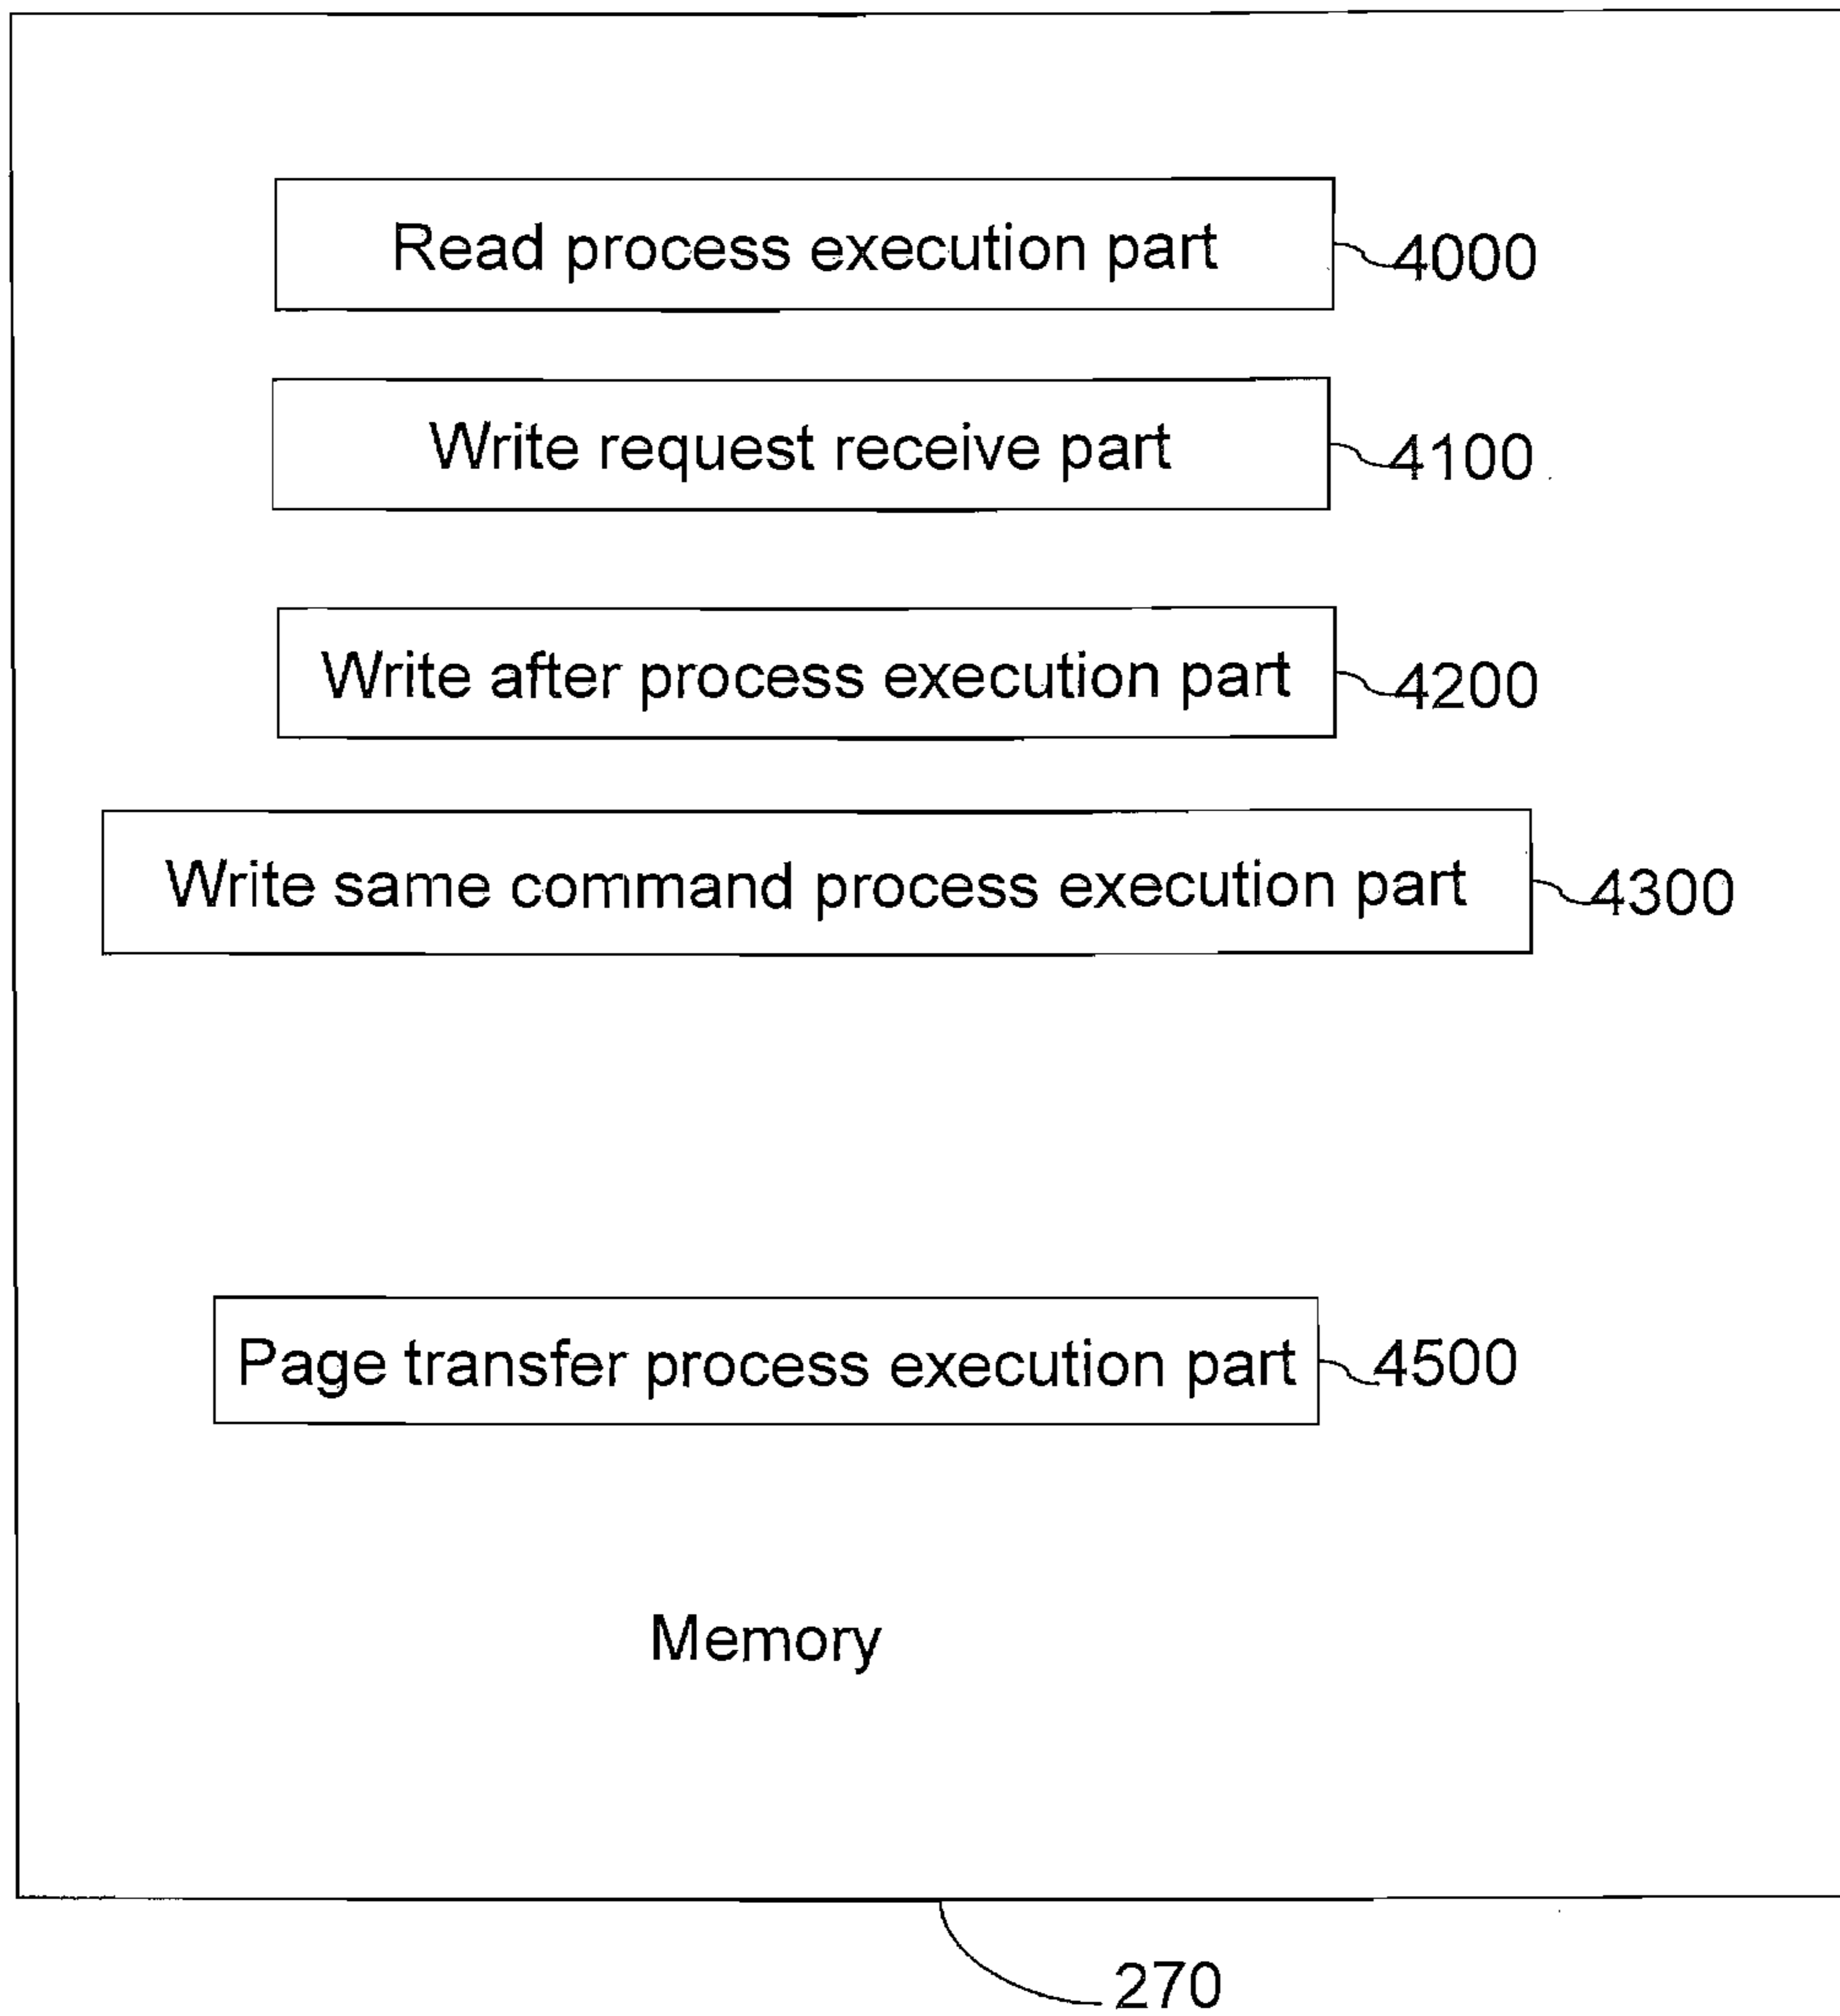 Read process execution part 4000
Write request receive part 4100
Write after process execution part 4200
Write same command process execution part 4300
Page transfer process execution part 4500
Memory
270